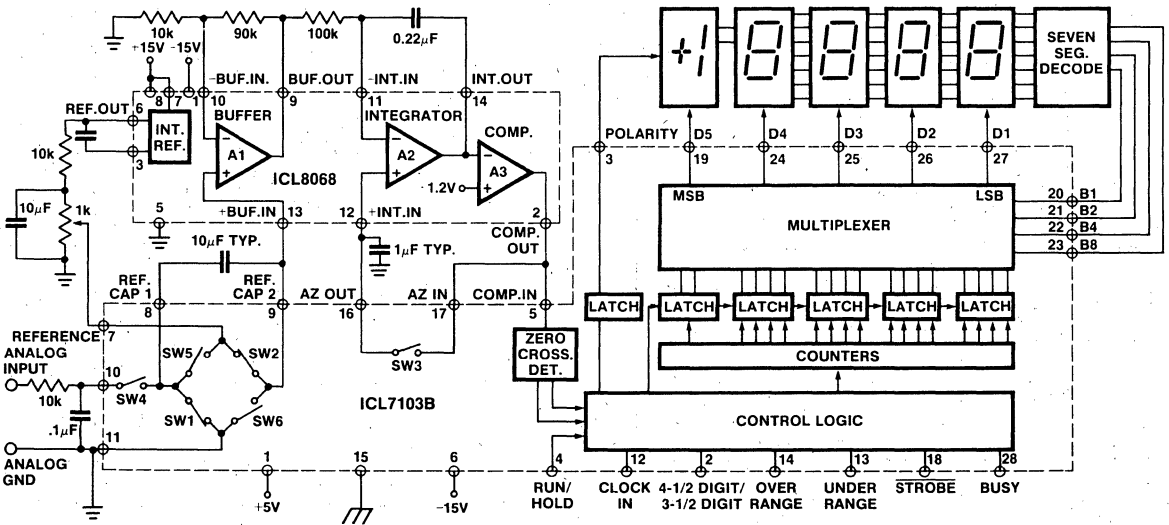 10k
90k
100k
0.22μF
+15V
-15V
-BUF.IN.
BUF.OUT
-INT.IN
INT.OUT
8
7
1
10
9
11
14
REF.OUT
6
INT.
REF.
3
BUFFER
A1
INTEGRATOR
A2
COMP.
A3
1.2V
ICL8068
10k
10μF
1k
5
+BUF.IN
13
12
+INT.IN
2
COMP.
OUT
10μF TYP.
1μF TYP.
REF.
CAP 1
REF.
CAP 2
AZ OUT
AZ IN
COMP.IN
8
9
16
17
5
REFERENCE
7
ANALOG
INPUT
10
10k
SW4
SW5
SW2
SW1
SW6
SW3
.1μF
11
ANALOG
GND
ICL7103B
ZERO
CROSS.
DET.
1
+5V
15
6
-15V
+1
8
8
8
8
SEVEN
SEG.
DECODE
POLARITY
3
D5
19
D4
24
D3
25
D2
26
D1
27
MSB
LSB
MULTIPLEXER
20
B1
21
B2
22
B4
23
B8
LATCH
LATCH
LATCH
LATCH
LATCH
LATCH
COUNTERS
CONTROL LOGIC
4
12
2
14
13
18
28
RUN/
HOLD
CLOCK
IN
4-1/2 DIGIT/
3-1/2 DIGIT
OVER
RANGE
UNDER
RANGE
STROBE
BUSY